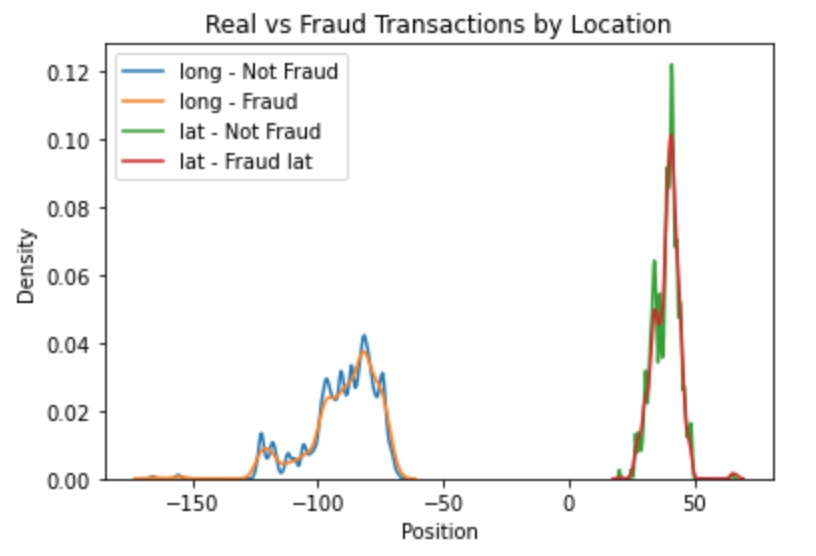 Real vs Fraud Transactions by Location
long - Not Fraud
long - Fraud
lat - Not Fraud
lat - Fraud lat
0.12
0.10
0.08
0.06
0.04
0.02
0.00
Density
−150
−100
−50
0
50
Position